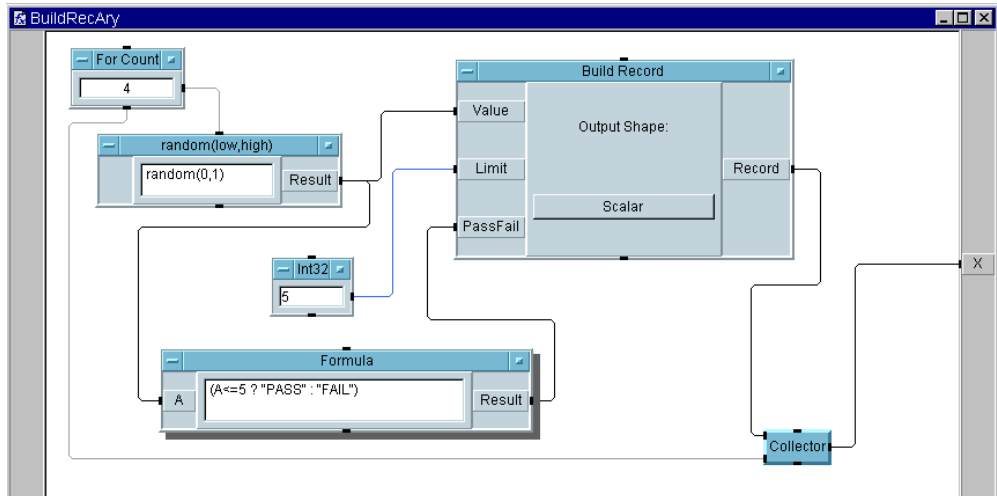 BuildRecAry
For Count
4
random(low,high)
random(0,1)
Result
Build Record
Value
Limit
PassFail
Output Shape:
Scalar
Record
X
Int32
5
Formula
A
(A<=5 ? "PASS" : "FAIL")
Result
Collector